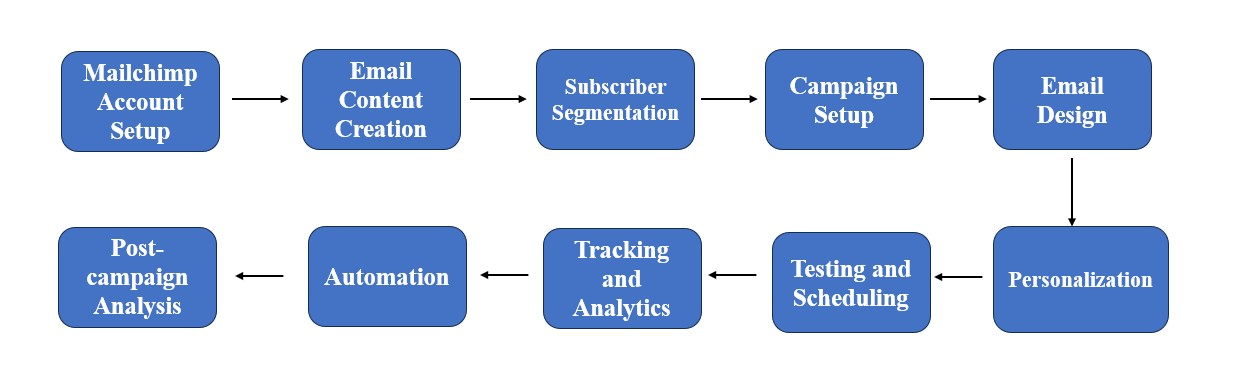 Mailchimp
Account
Setup
Email
Content
Creation
Subscriber
Segmentation
Campaign
Setup
Email
Design
Personalization
Testing and
Scheduling
Tracking
and
Analytics
Automation
Post-
campaign
Analysis